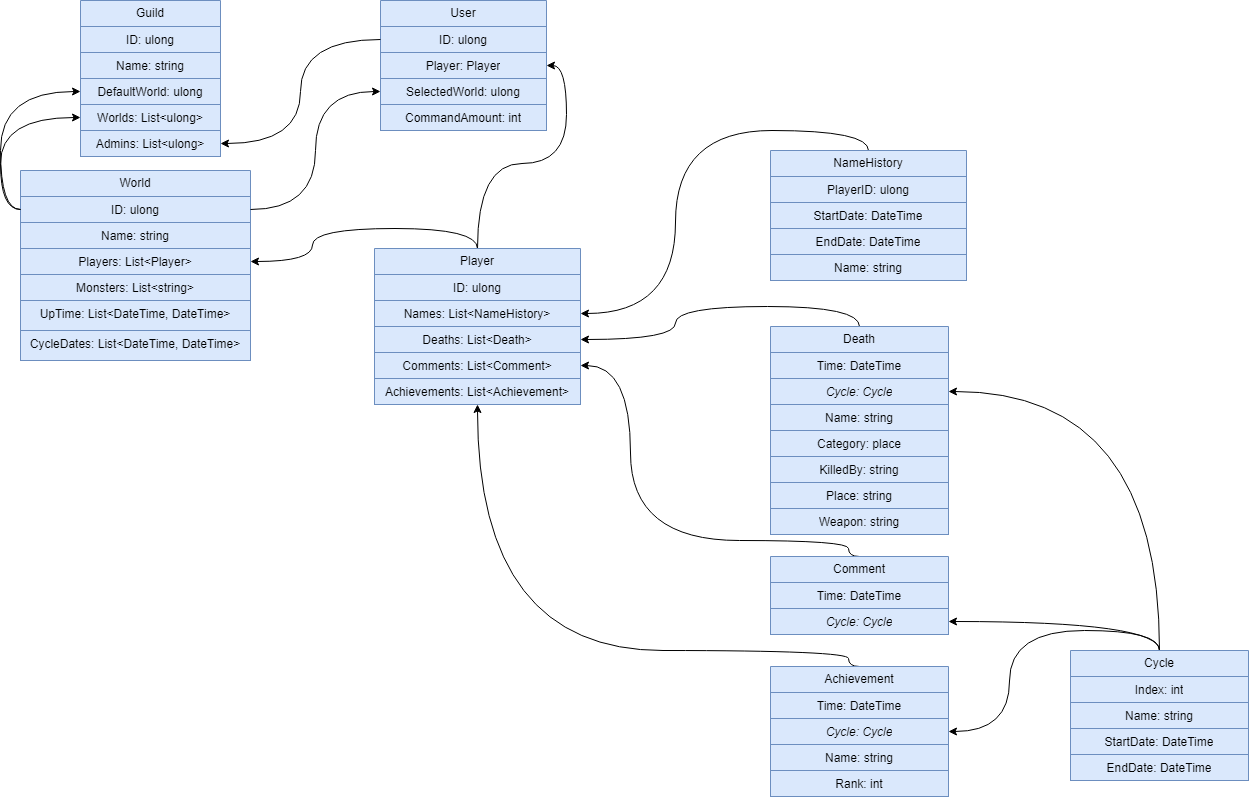 Guild
ID: ulong
Name: string
DefaultWorld: ulong
Worlds: List<ulong>
Admins: List<ulong>
User
ID: ulong
Player: Player
SelectedWorld: ulong
CommandAmount: int
World
ID: ulong
Name: string
Players: List<Player>
Monsters: List<string>
UpTime: List<DateTime, DateTime>
CycleDates: List<DateTime, DateTime>
Player
ID: ulong
Names: List<NameHistory>
Deaths: List<Death>
Comments: List<Comment>
Achievements: List<Achievement>
NameHistory
PlayerID: ulong
StartDate: DateTime
EndDate: DateTime
Name: string
Death
Time: DateTime
Cycle: Cycle
Name: string
Category: place
KilledBy: string
Place: string
Weapon: string
Comment
Time: DateTime
Cycle: Cycle
Achievement
Time: DateTime
Cycle: Cycle
Name: string
Rank: int
Cycle
Index: int
Name: string
StartDate: DateTime
EndDate: DateTime